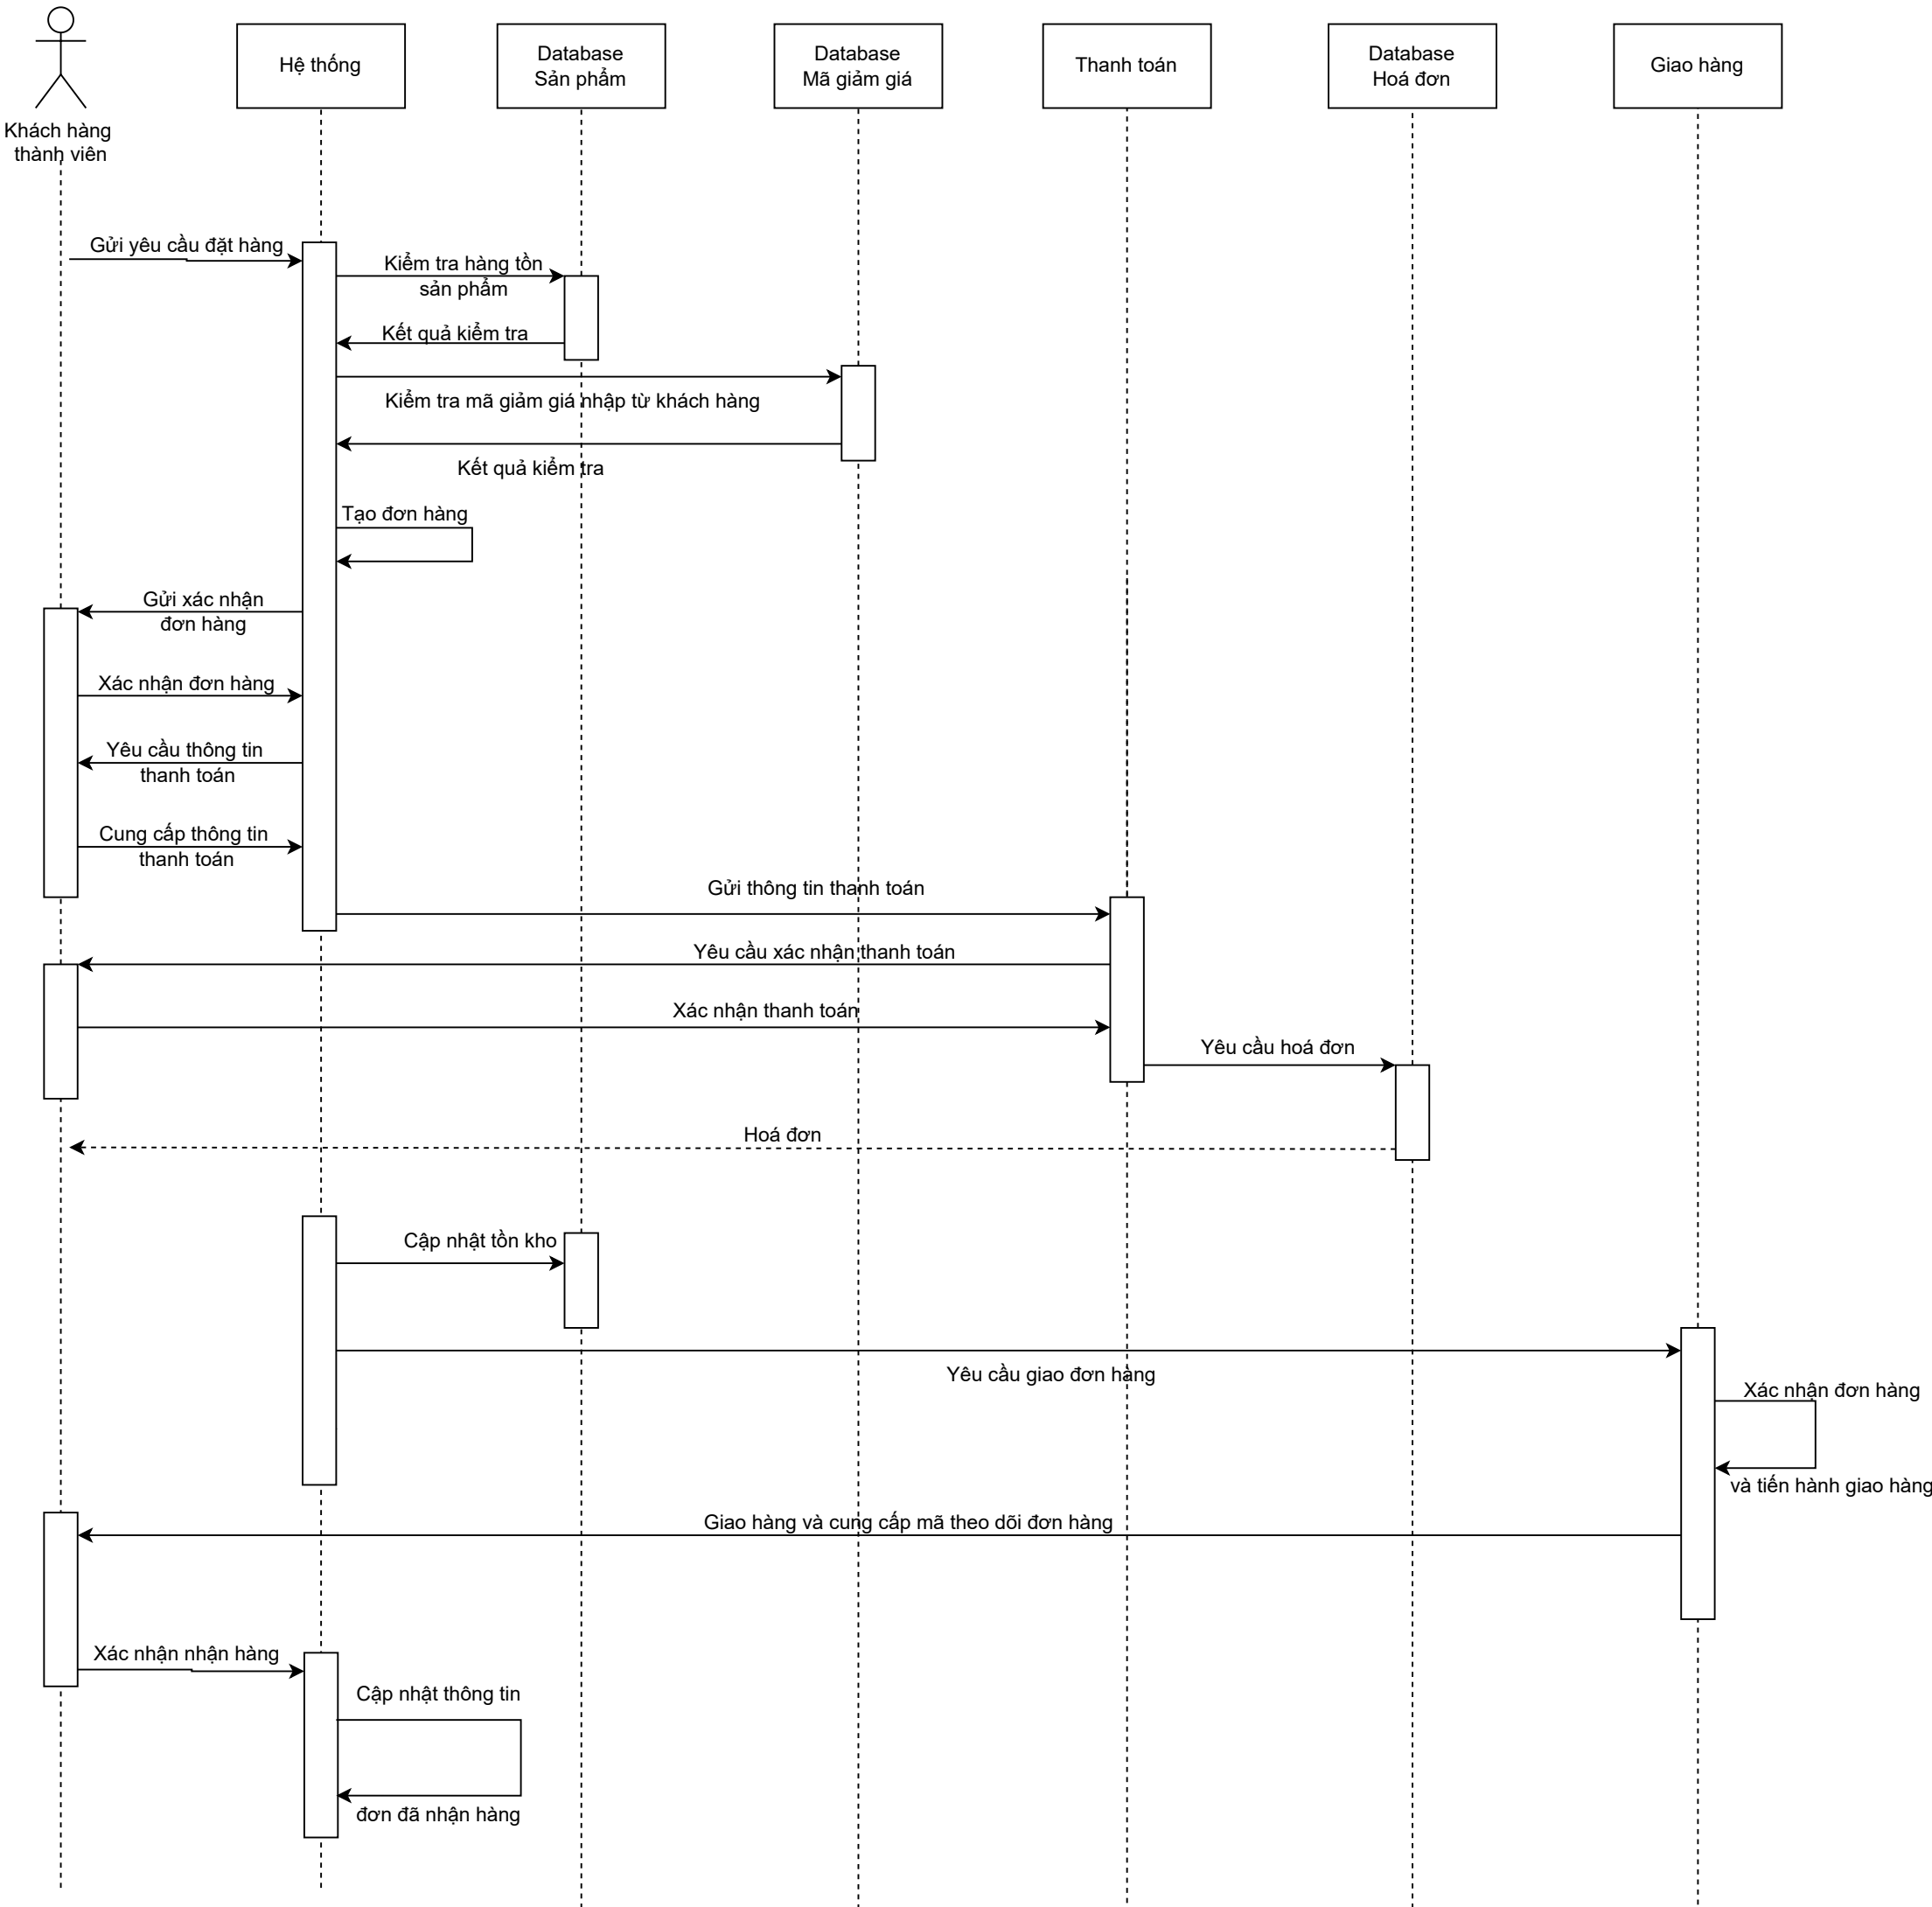 Khách hàng
thành viên
Hệ thống
Database
Sản phẩm
Database
Mã giảm giá
Thanh toán
Database
Hoá đơn
Giao hàng
Gửi yêu cầu đặt hàng
Kiểm tra hàng tồn
sản phẩm
Kết quả kiểm tra
Kiểm tra mã giảm giá nhập từ khách hàng
Kết quả kiểm tra
Tạo đơn hàng
Gửi xác nhận
đơn hàng
Xác nhận đơn hàng
Yêu cầu thông tin
thanh toán
Cung cấp thông tin
thanh toán
Gửi thông tin thanh toán
Yêu cầu xác nhận thanh toán
Xác nhận thanh toán
Yêu cầu hoá đơn
Hoá đơn
Cập nhật tồn kho
Yêu cầu giao đơn hàng
Xác nhận đơn hàng
và tiến hành giao hàng
Giao hàng và cung cấp mã theo dõi đơn hàng
Xác nhận nhận hàng
Cập nhật thông tin
đơn đã nhận hàng